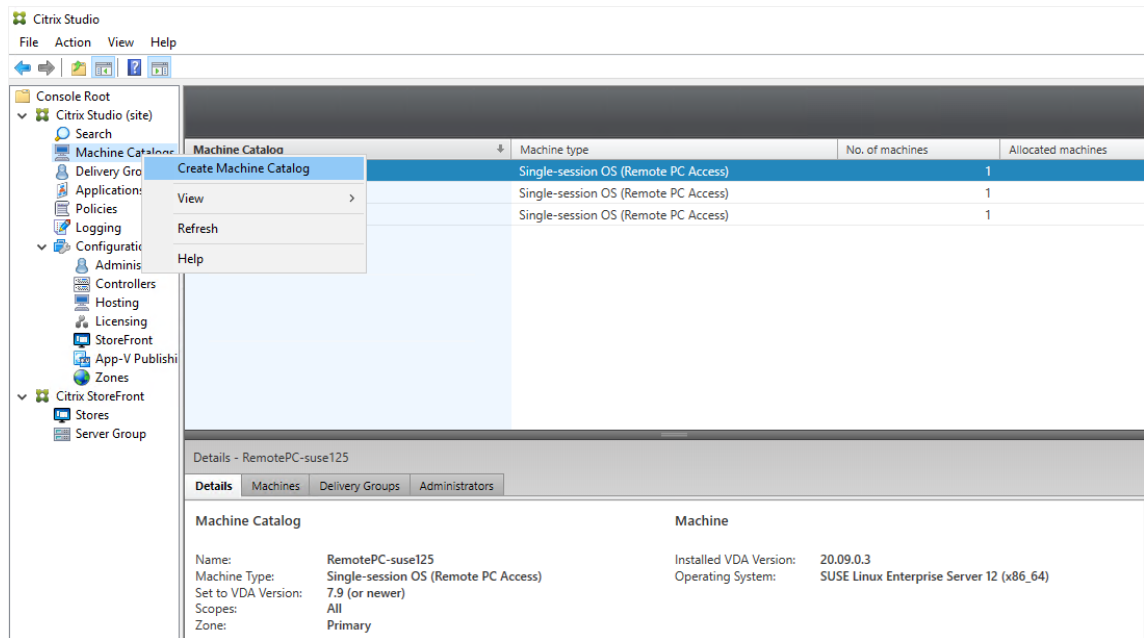 Citrix Studio
File Action View Help
Console Root
Citrix Studio (site)
Search
Machine Catalogs
Delivery Gro
Applications
Policies
Logging
Configuratio
Adminis
Controllers
Hosting
Licensing
StoreFront
App-V Publishi
Zones
Citrix StoreFront
Stores
Server Group
Create Machine Catalog
View
Refresh
Help
Machine Catalog Machine type No. of machines Allocated machines
Single-session OS (Remote PC Access) 1
Single-session OS (Remote PC Access) 1
Single-session OS (Remote PC Access) 1
Details - RemotePC-suse125
Details Machines Delivery Groups Administrators
Machine Catalog
Name: RemotePC-suse125
Machine Type: Single-session OS (Remote PC Access)
Set to VDA Version: 7.9 (or newer)
Scopes: All
Zone: Primary
Machine
Installed VDA Version: 20.09.0.3
Operating System: SUSE Linux Enterprise Server 12 (x86_64)